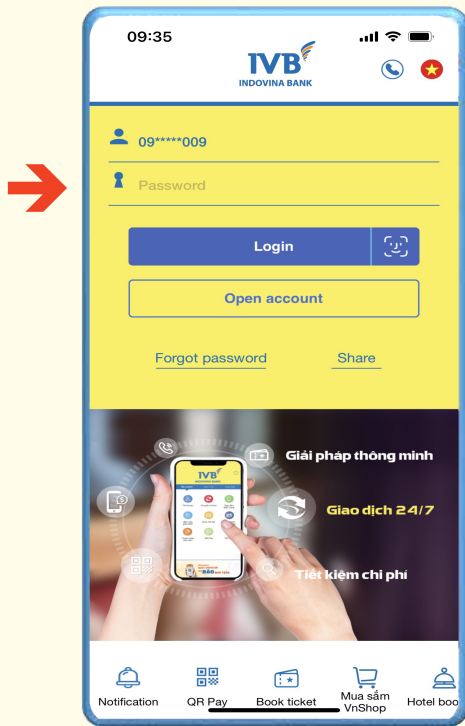 09:35
IVB
INDOVINA BANK
09*****009
Password
Login
Open account
Forgot password Share
IVB
Giải pháp thông minh
Giao dịch 24/7
Tiết kiệm chi phí
Notification
QR Pay
Book ticket
Mua sắm
VnShop
Hotel boo